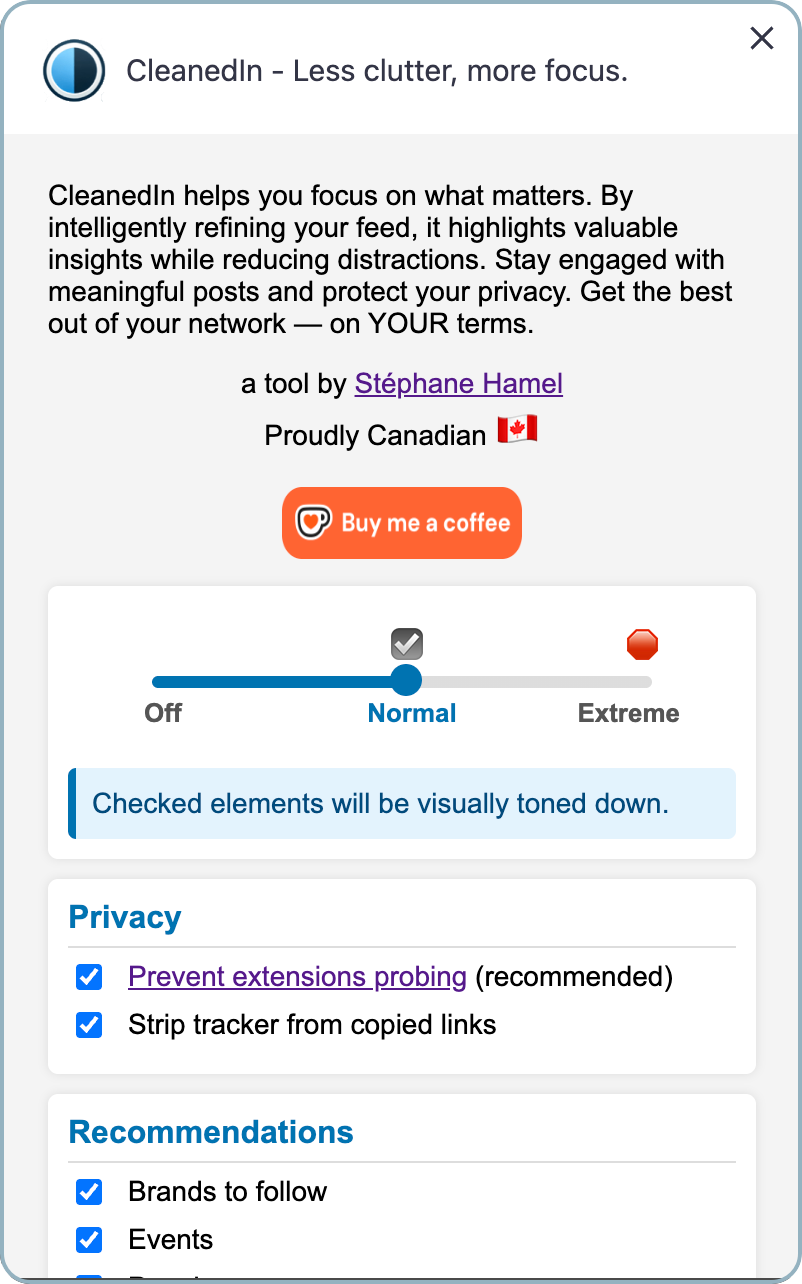 CleanedIn - Less clutter, more focus.
CleanedIn helps you focus on what matters. By
intelligently refining your feed, it highlights valuable
insights while reducing distractions. Stay engaged with
meaningful posts and protect your privacy. Get the best
out of your network — on YOUR terms.
a tool by Stéphane Hamel
Proudly Canadian 🇨🇦
Buy me a coffee
Off Normal Extreme
Checked elements will be visually toned down.
Privacy
Prevent extensions probing (recommended)
Strip tracker from copied links
Recommendations
Brands to follow
Events